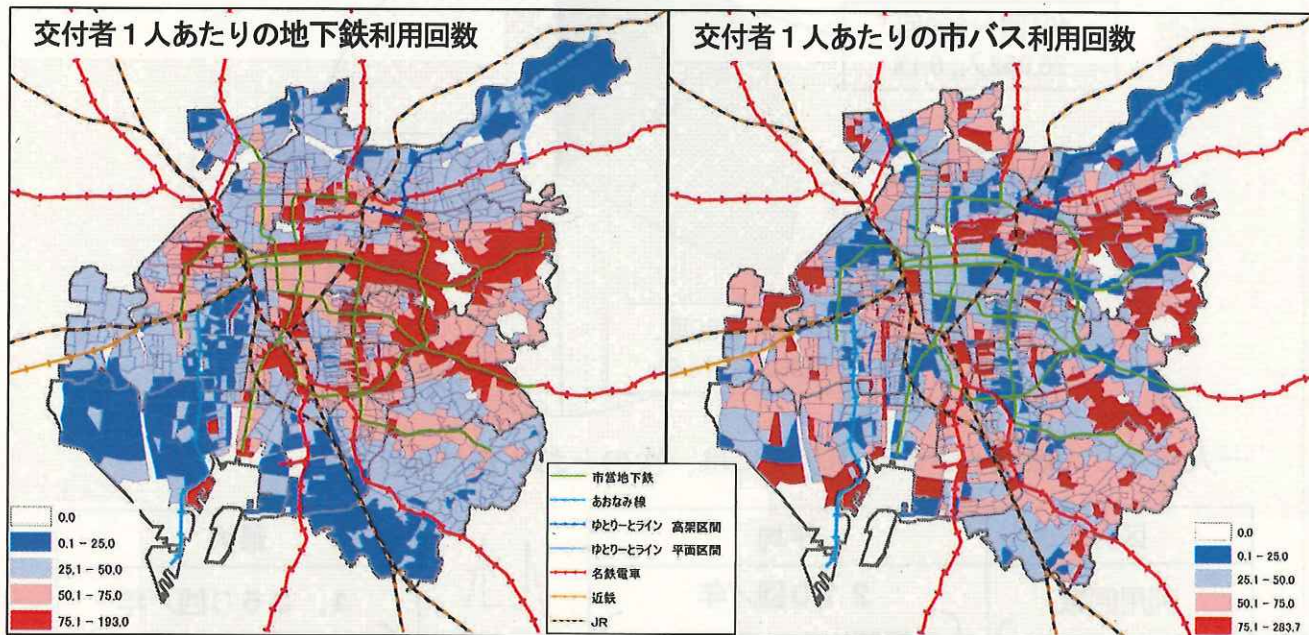 交付者1人あたりの地下鉄利用回数
0.0
0.1 - 25.0
25.1 - 50.0
50.1 - 75.0
75.1 - 193.0
市営地下鉄
あおなみ線
ゆとりーとライン 高架区間
ゆとりーとライン 平面区間
名鉄電車
近鉄
JR
交付者1人あたりの市バス利用回数
0.0
0.1 - 25.0
25.1 - 50.0
50.1 - 75.0
75.1 - 283.7